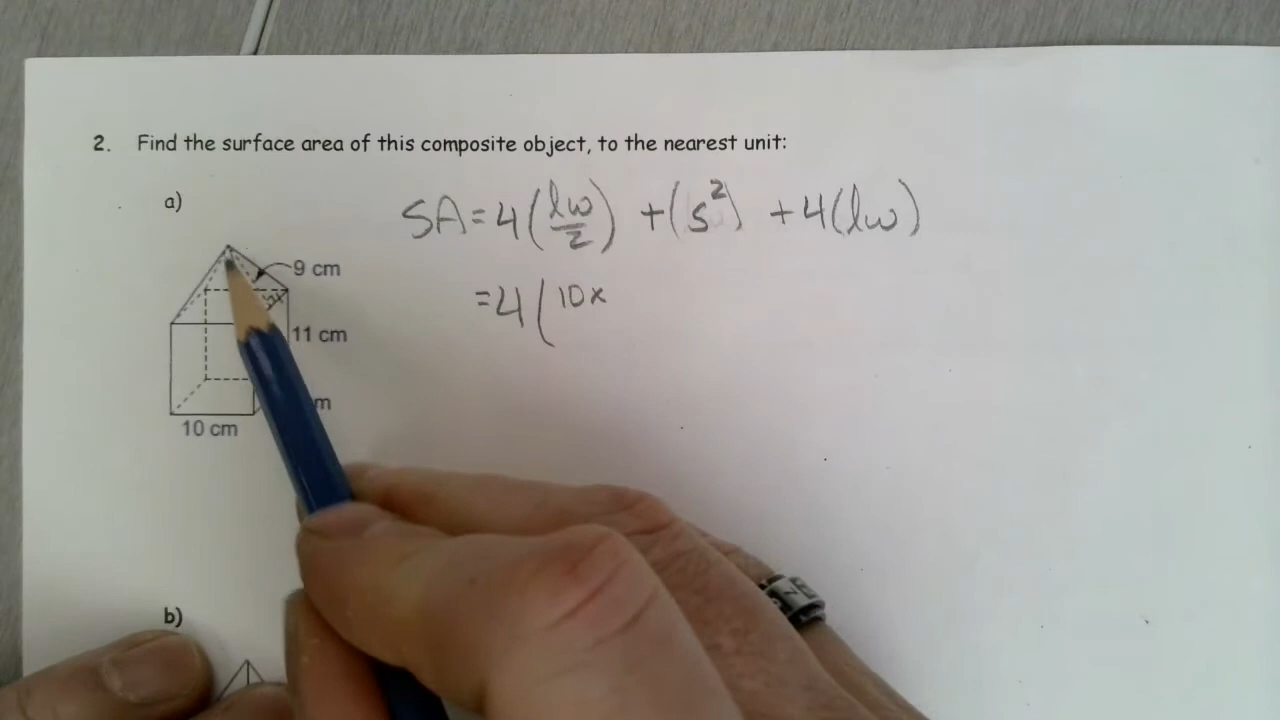 2. Find the surface area of this composite object, to the nearest unit:
a)
SA=4(lw/2) +(s²) +4(lw)
9 cm
=4(10x
11 cm
m
10 cm
b)